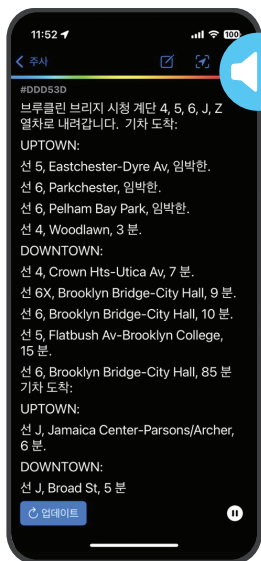 11:52
100
주사
#DDD53D
브루클린 브리지 시청 계단 4, 5, 6, J, Z
열차로 내려갑니다. 기차 도착:
UPTOWN:
선 5, Eastchester-Dyre Av, 임박한.
선 6, Parkchester, 임박한.
선 6, Pelham Bay Park, 임박한.
선 4, Woodlawn, 3 분.
DOWNTOWN:
선 4, Crown Hts-Utica Av, 7 분.
선 6X, Brooklyn Bridge-City Hall, 9 분.
선 6, Brooklyn Bridge-City Hall, 10 분.
선 5, Flatbush Av-Brooklyn College,
15 분.
선 6, Brooklyn Bridge-City Hall, 85 분
기차 도착:
UPTOWN:
선 J, Jamaica Center-Parsons/Archer,
6 분.
DOWNTOWN:
선 J, Broad St, 5 분
업데이트